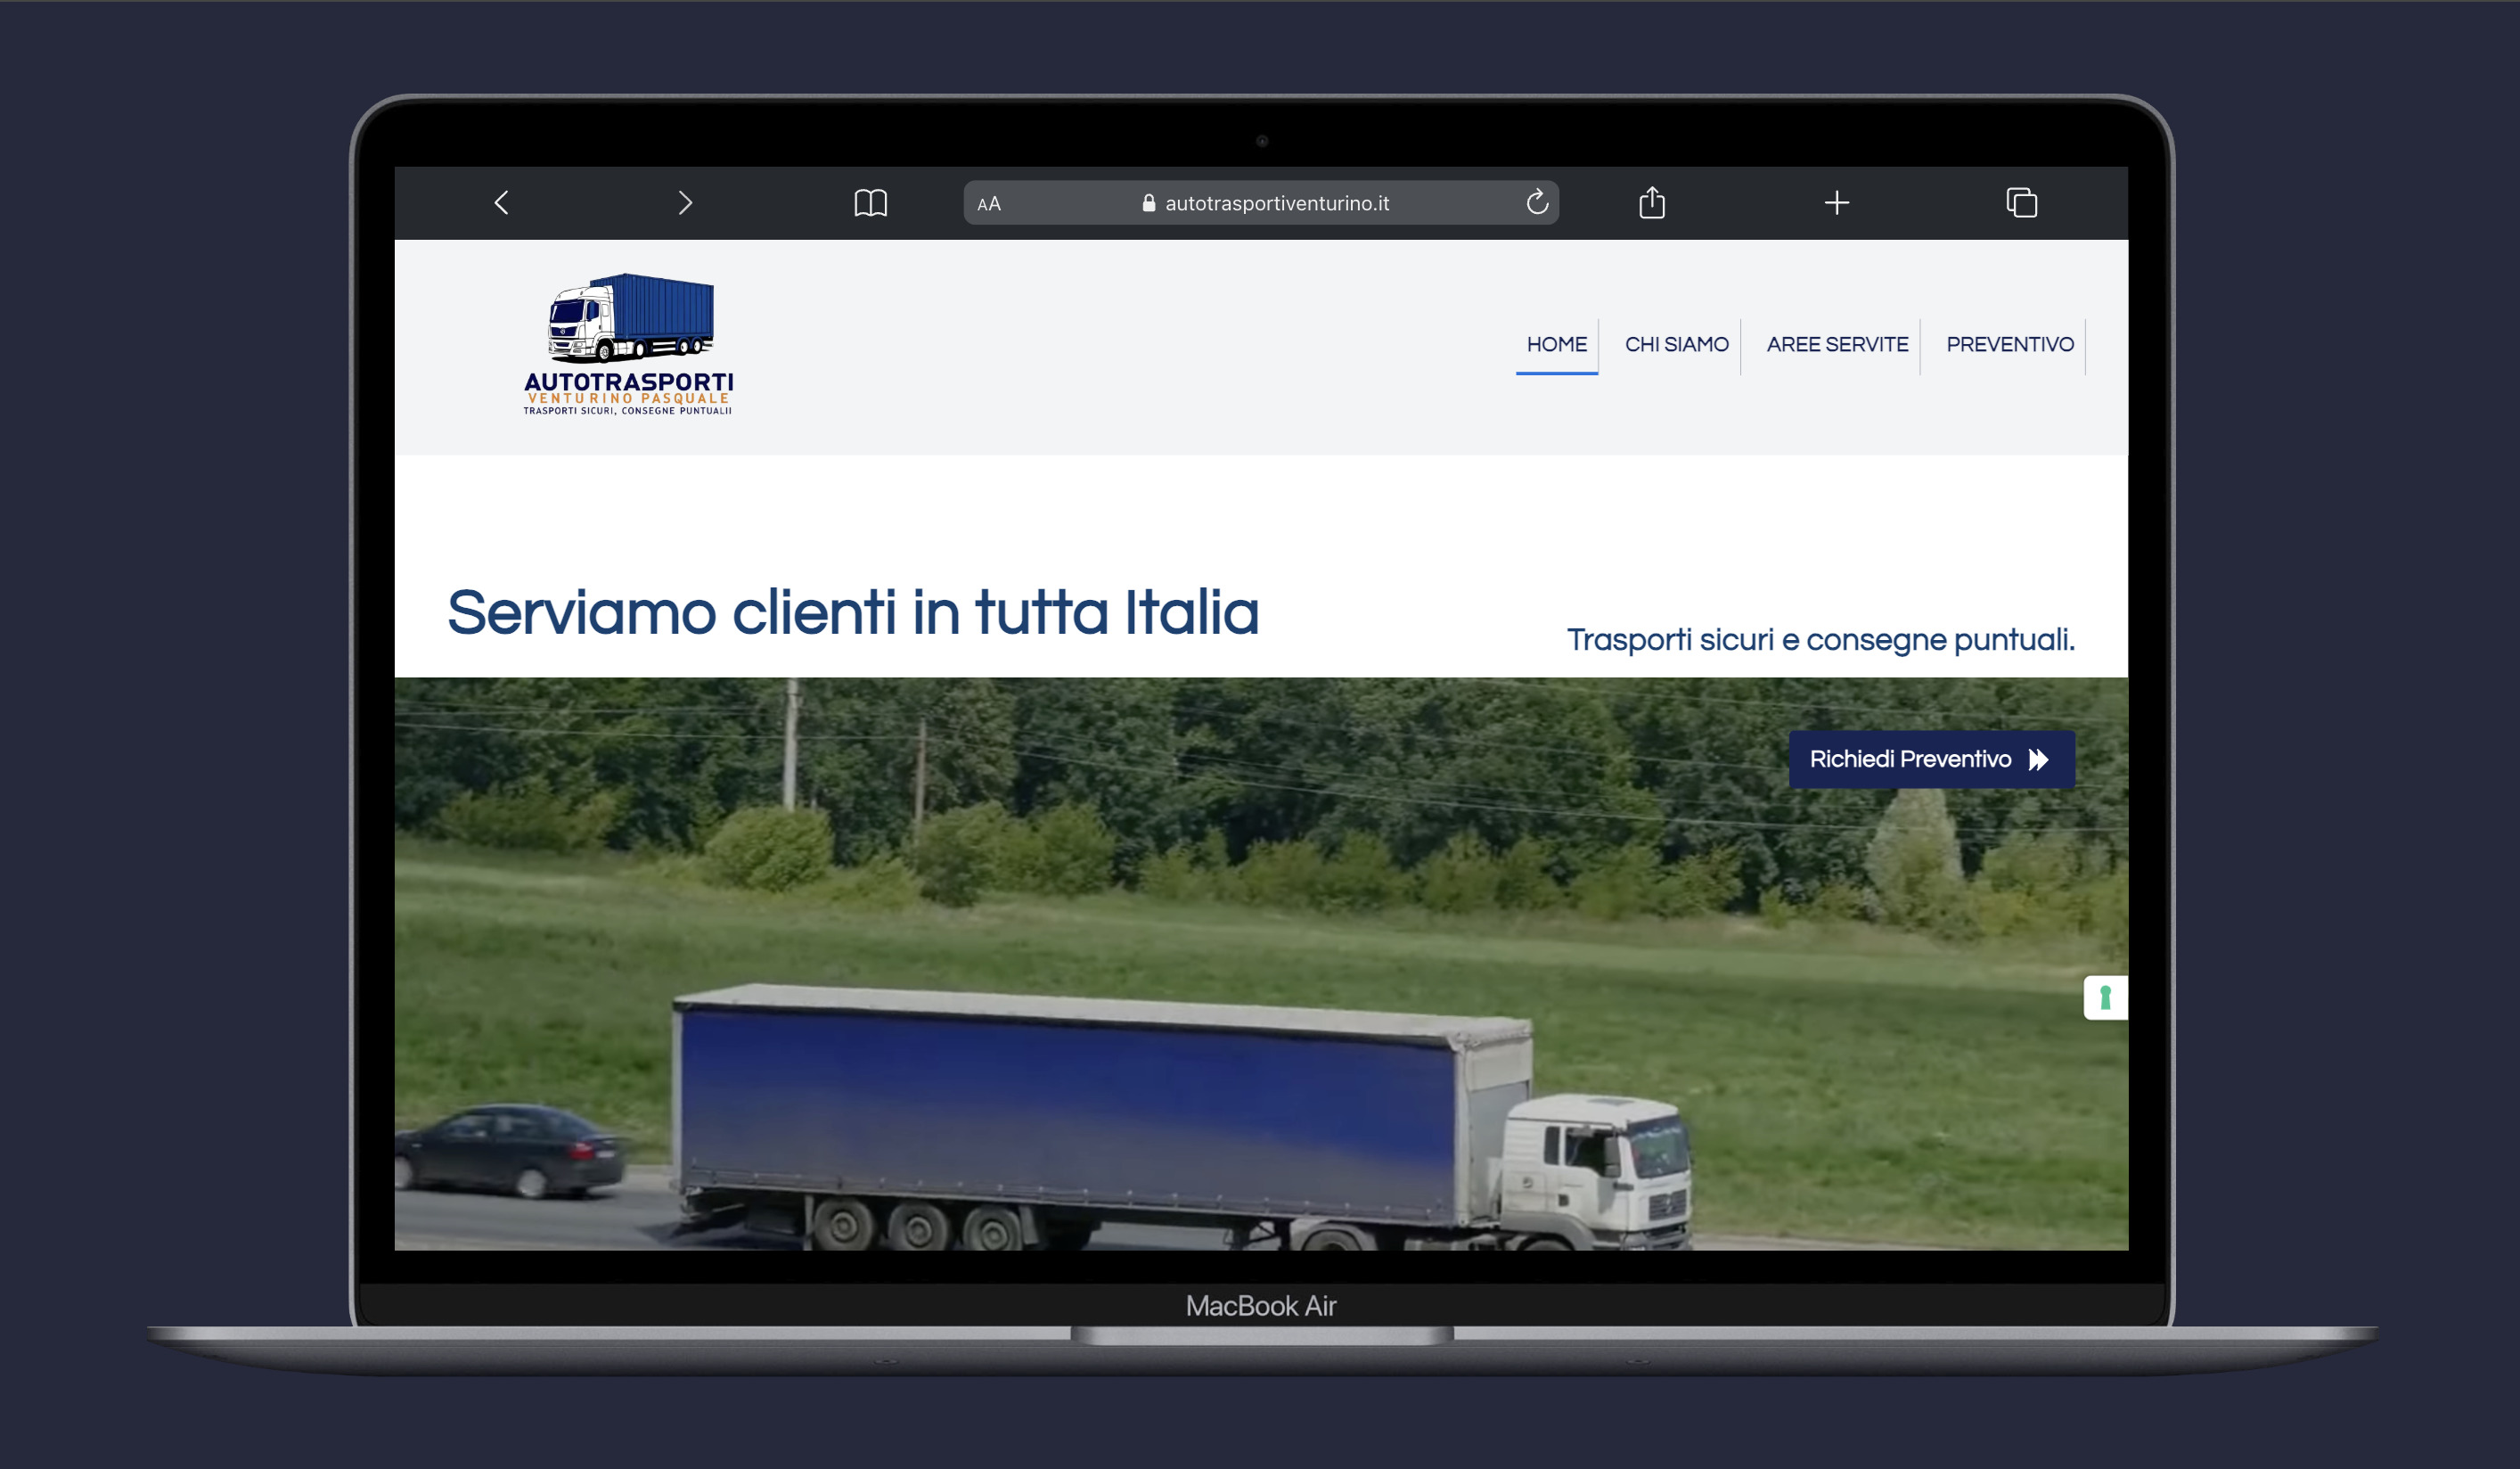 AA autotrasportiventurino.it
AUTOTRASPORTI
VENTURINO PASQUALE
TRASPORTI SICURI, CONSEGNE PUNTUALII
HOME CHI SIAMO AREE SERVITE PREVENTIVO
Serviamo clienti in tutta Italia
Trasporti sicuri e consegne puntuali.
Richiedi Preventivo
MacBook Air